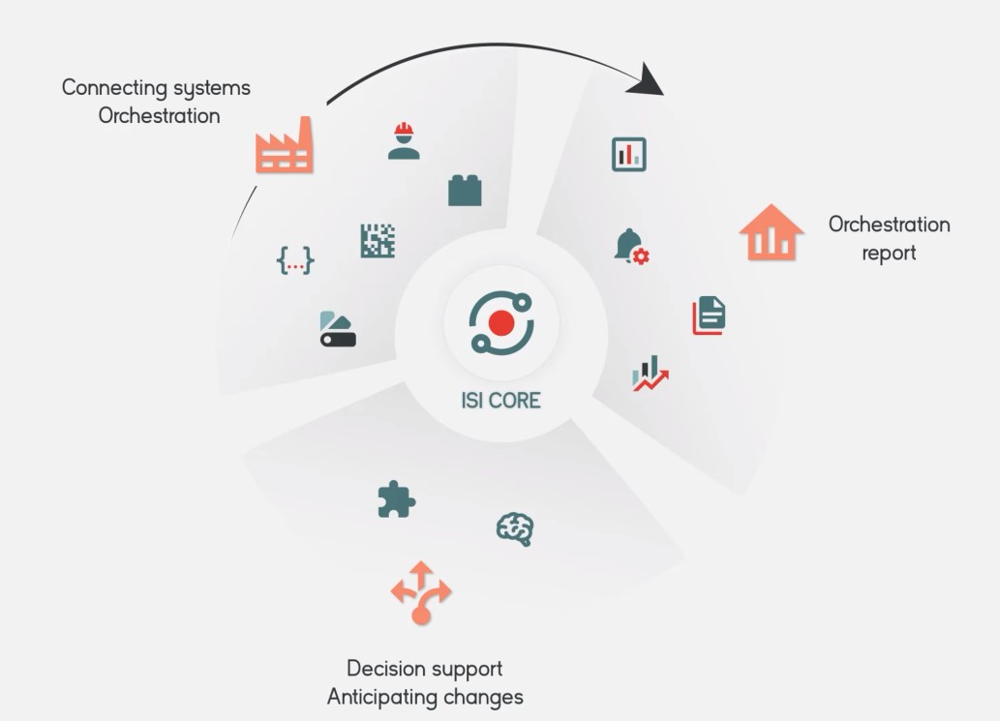 Connecting systems
Orchestration
Orchestration
report
ISI CORE
Decision support
Anticipating changes